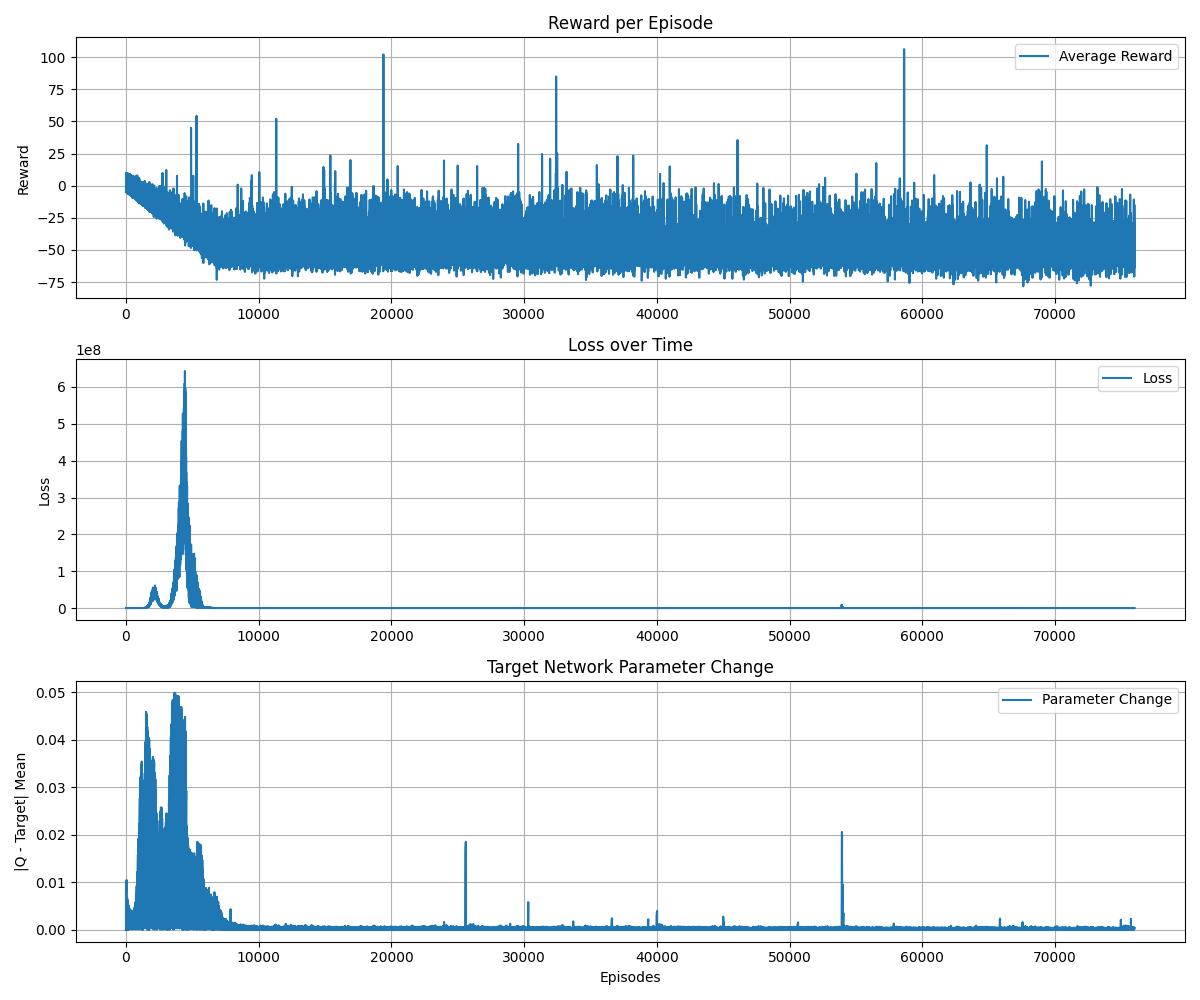 Reward per Episode
Average Reward
Reward
100
75
50
25
0
−25
−50
−75
0 10000 20000 30000 40000 50000 60000 70000
Loss over Time
1e8
Loss
Loss
6
5
4
3
2
1
0
0 10000 20000 30000 40000 50000 60000 70000
Target Network Parameter Change
Parameter Change
|Q - Target| Mean
0.05
0.04
0.03
0.02
0.01
0.00
0 10000 20000 30000 40000 50000 60000 70000
Episodes